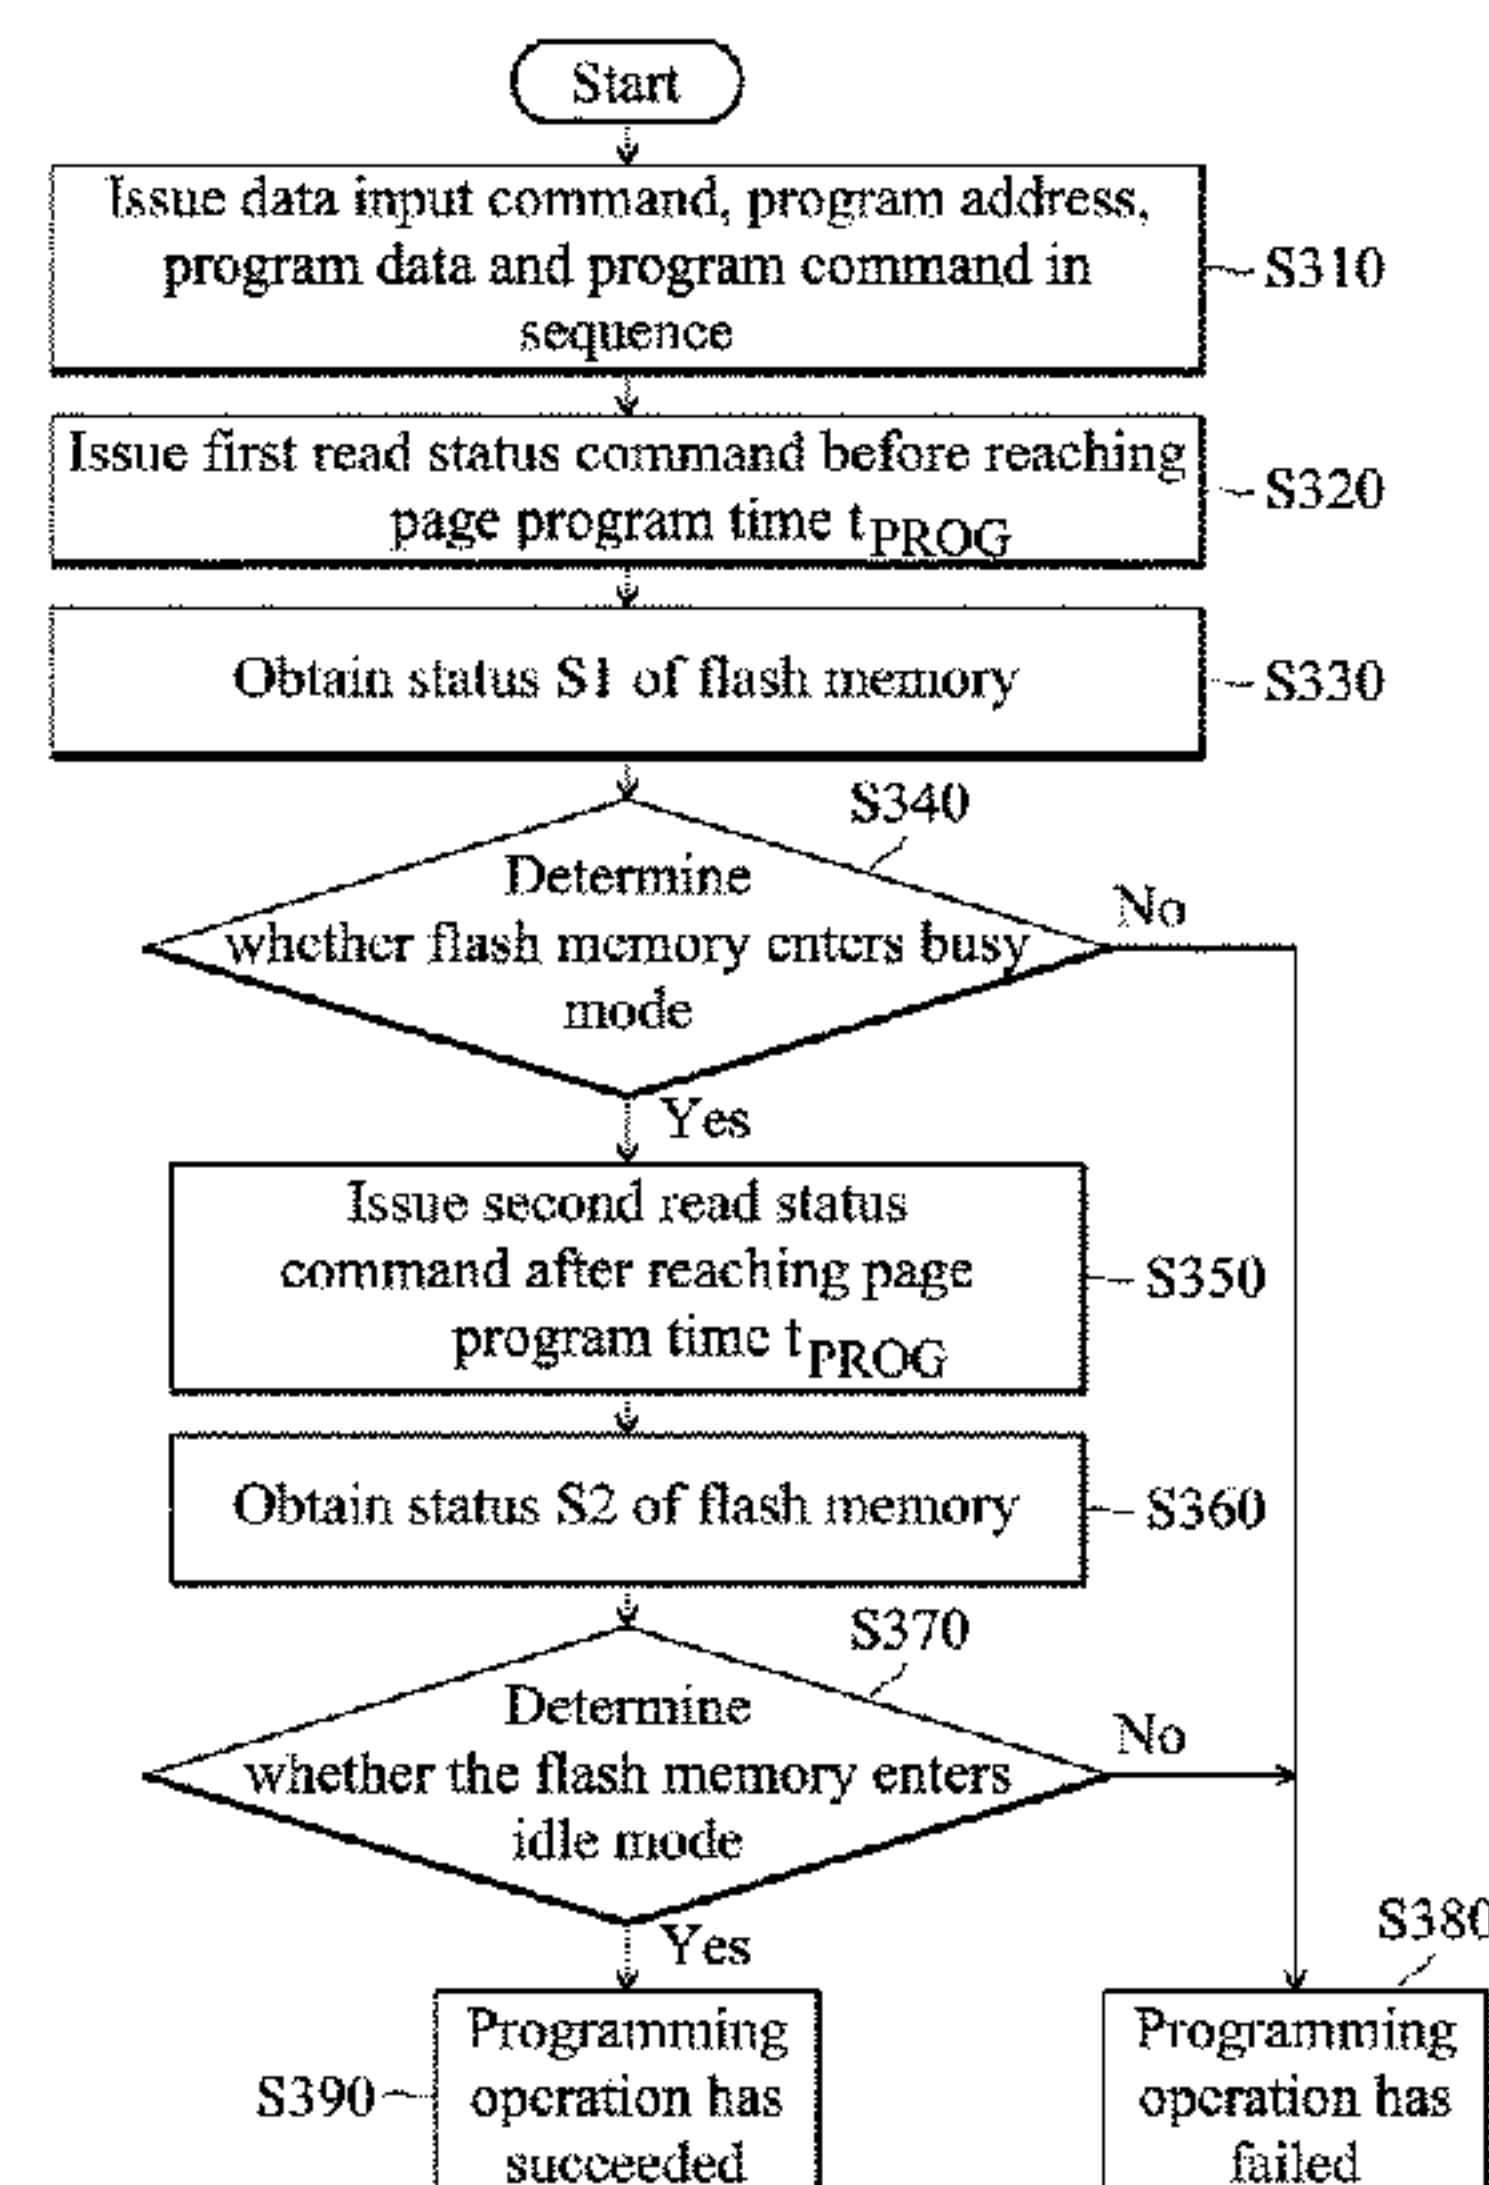 Start
Issue data input command, program address,
program data and program command in
sequence
S310
Issue first read status command before reaching
page program time tPROG
S320
Obtain status S1 of flash memory
S330
S340
Determine
whether flash memory enters busy
mode
No
Yes
Issue second read status
command after reaching page
program time tPROG
S350
Obtain status S2 of flash memory
S360
S370
Determine
whether the flash memory enters
idle mode
No
Yes
S380
Programming
operation has
succeeded
S390
Programming
operation has
failed